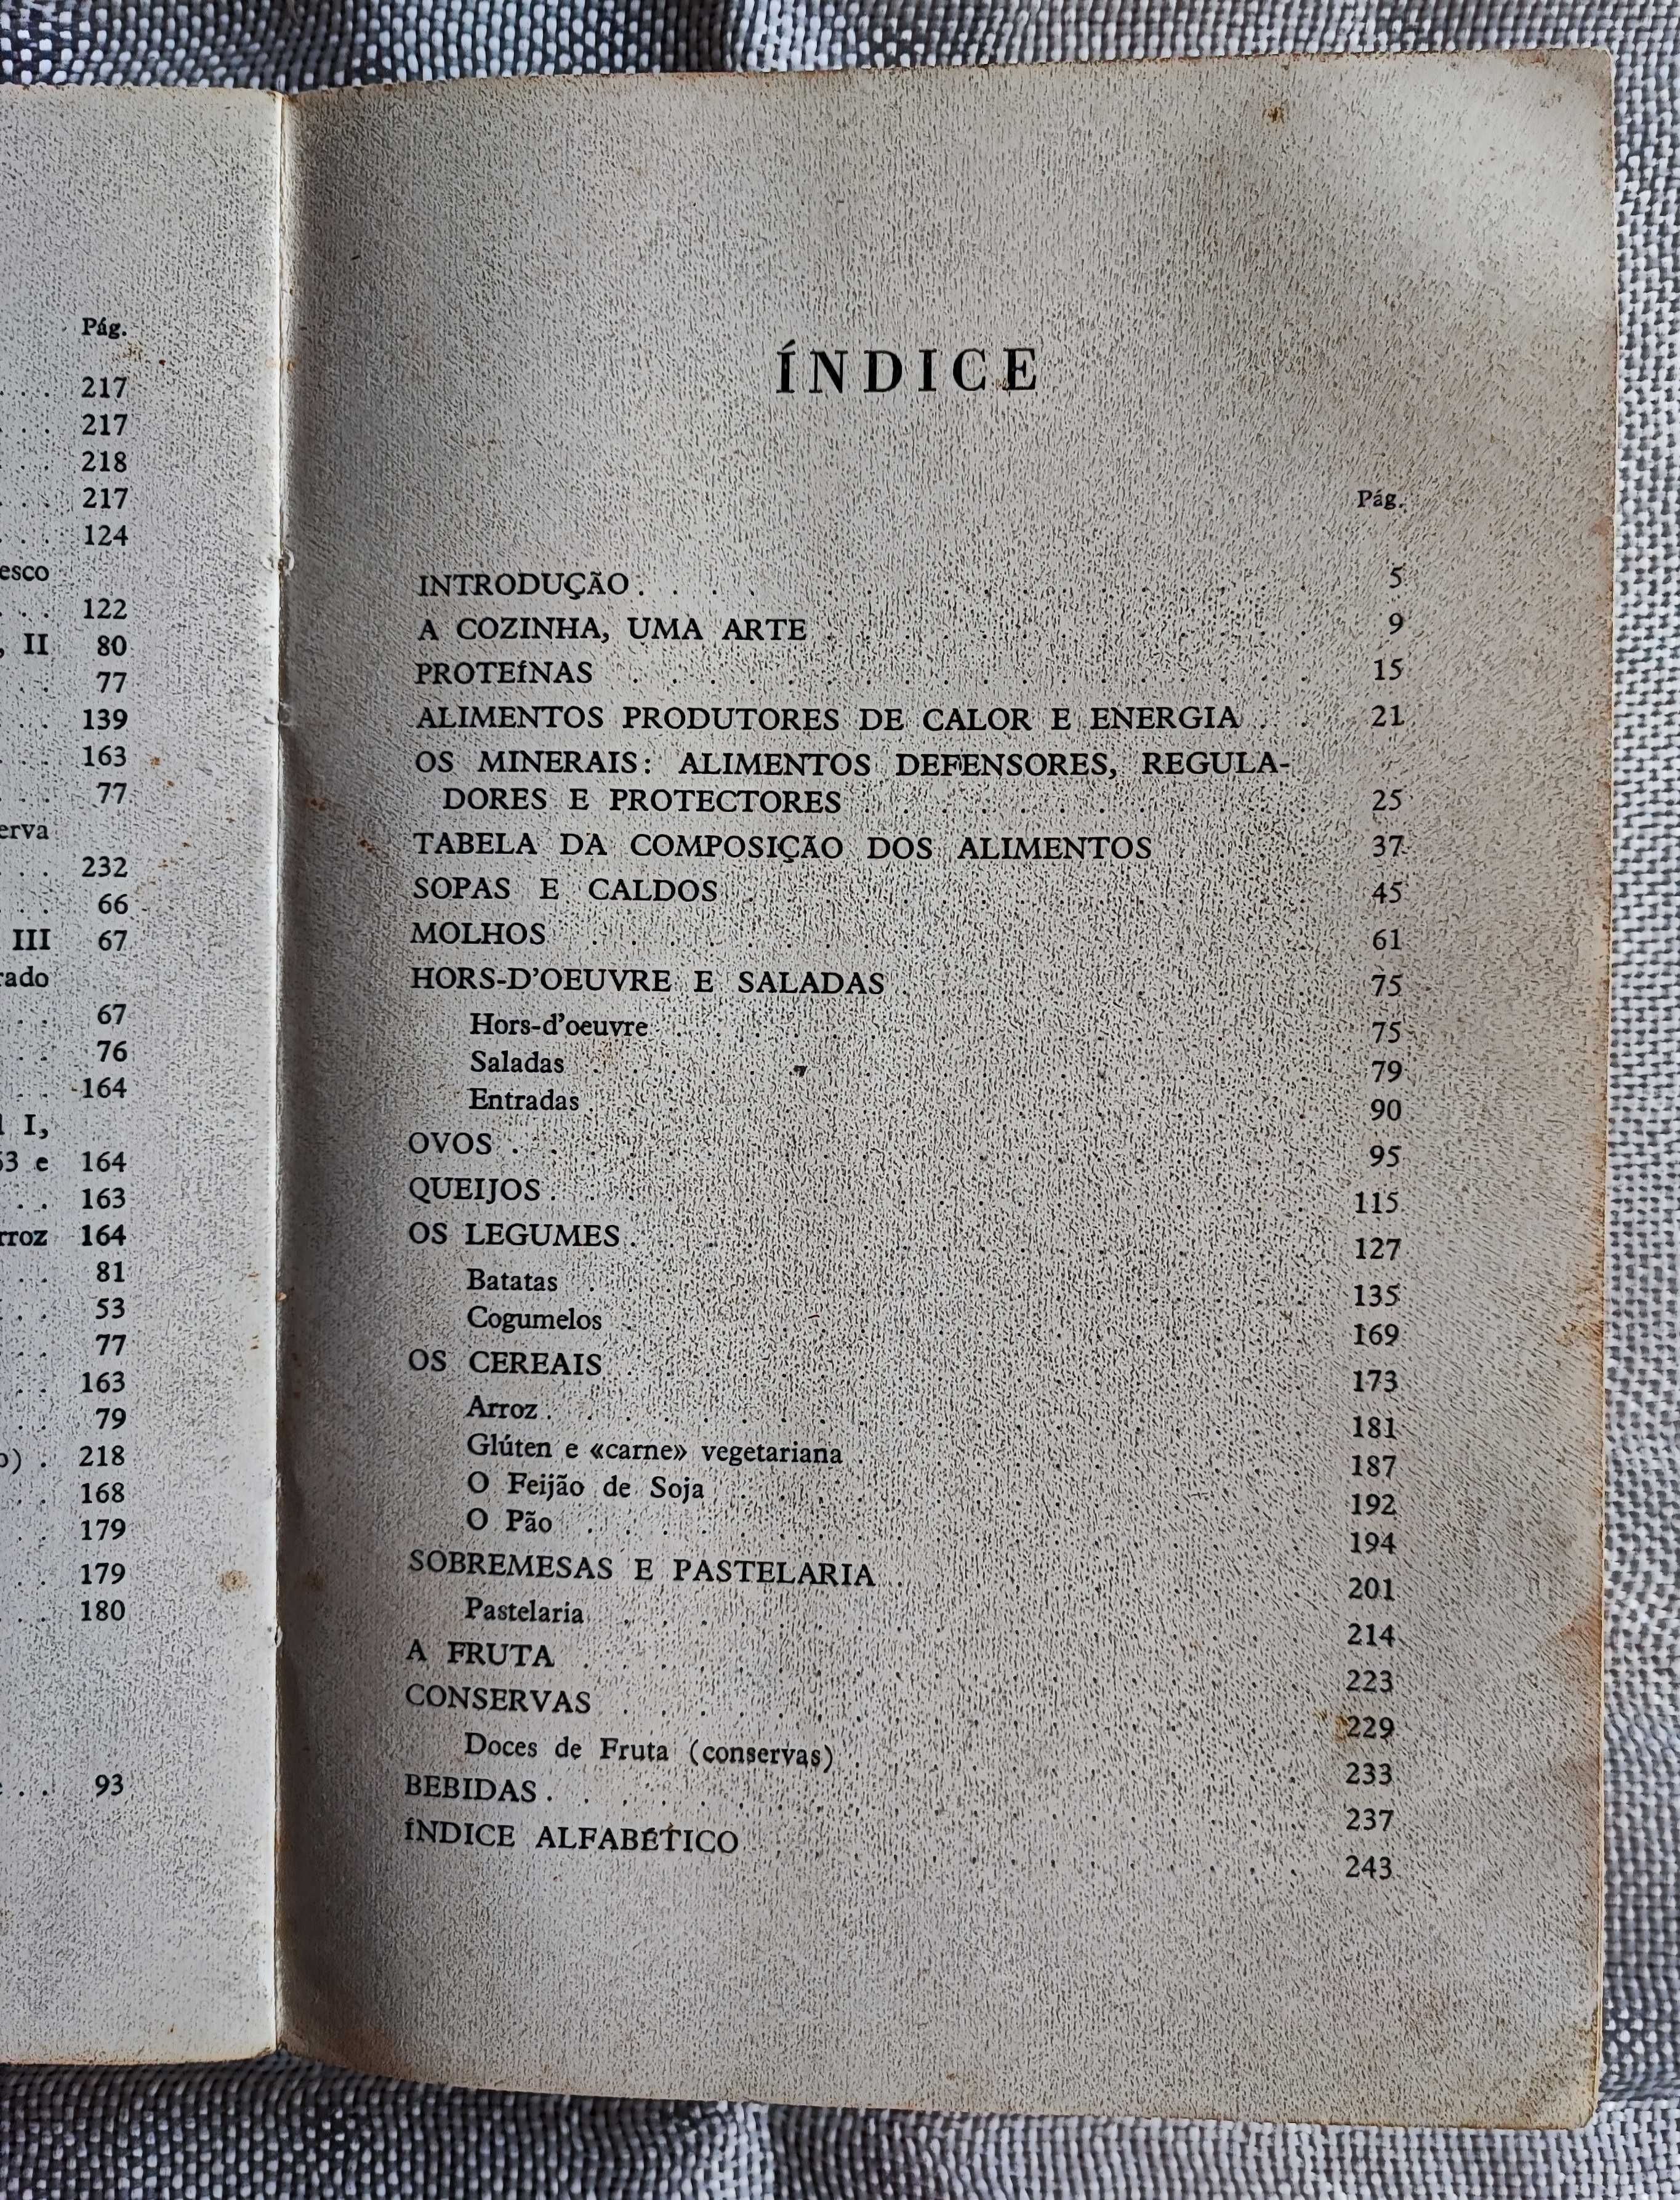 Pág.
. . . 217
. . . 217
. . . 218
. . . 217
. . . 124
esco
. . . 122
, II 80
. . 77
. . . 139
. . . 163
. . . 77
erva
. . . 232
. . . 66
III 67
rado
. . . 67
. . . 76
. . . 164
I,
63 e 164
. . . 163
rroz 164
. . . 81
. . . 53
. . 77
. . . 163
. . . 79
o) . 218
. . . 168
. . . 179
. . . 179
. . . 180
e . . 93
ÍNDICE
Pág.
INTRODUÇÃO . . . 5
A COZINHA, UMA ARTE . . . 9
PROTEÍNAS . . . 15
ALIMENTOS PRODUTORES DE CALOR E ENERGIA . . . 21
OS MINERAIS: ALIMENTOS DEFENSORES, REGULA-
DORES E PROTECTORES . . . 25
TABELA DA COMPOSIÇÃO DOS ALIMENTOS . . . 37
SOPAS E CALDOS . . . 45
MOLHOS . . . 61
HORS-D'OEUVRE E SALADAS . . . 75
Hors-d'oeuvre . . . 75
Saladas . . . 79
Entradas . . . 90
OVOS . . . 95
QUEIJOS . . . 115
OS LEGUMES . . . 127
Batatas . . . 135
Cogumelos . . . 169
OS CEREAIS . . . 173
Arroz . . . 181
Glúten e «carne» vegetariana . . . 187
O Feijão de Soja . . . 192
O Pão . . . 194
SOBREMESAS E PASTELARIA . . . 201
Pastelaria . . . 214
A FRUTA . . . 223
CONSERVAS . . . 229
Doces de Fruta (conservas) . . . 233
BEBIDAS . . . 237
ÍNDICE ALFABÉTICO . . . 243